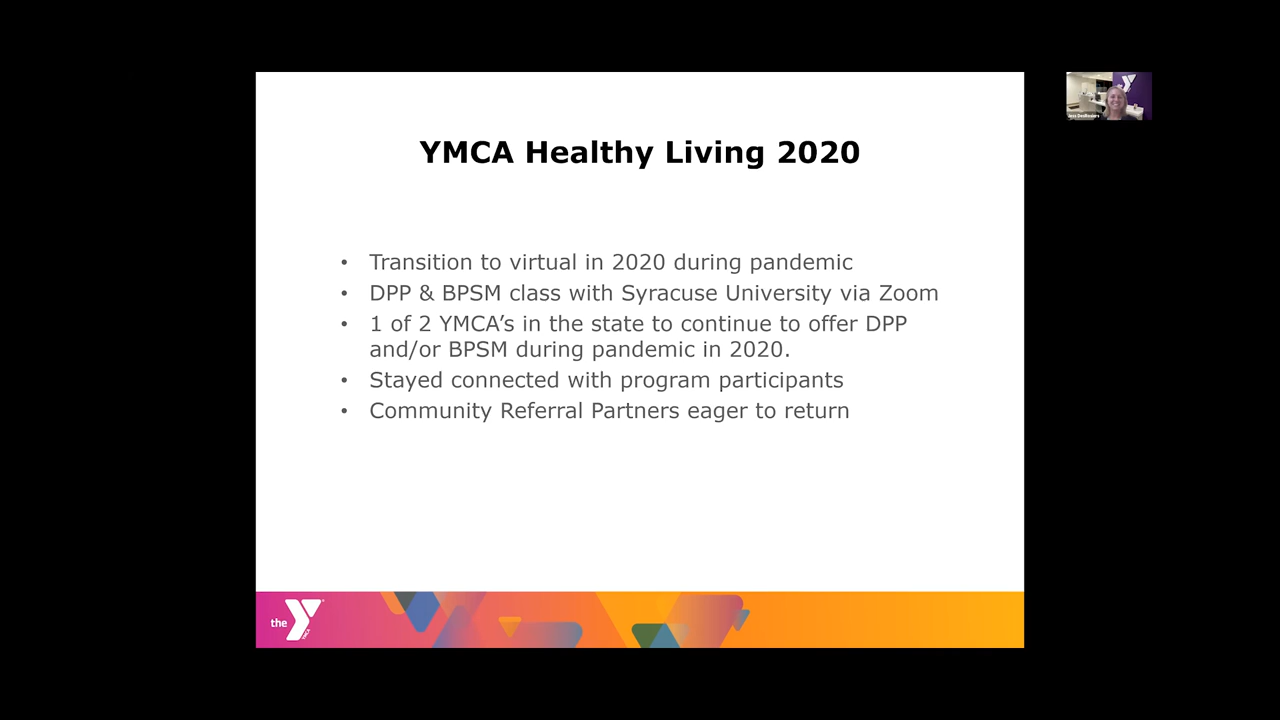 YMCA Healthy Living 2020
• Transition to virtual in 2020 during pandemic
• DPP & BPSM class with Syracuse University via Zoom
• 1 of 2 YMCA’s in the state to continue to offer DPP
and/or BPSM during pandemic in 2020.
• Stayed connected with program participants
• Community Referral Partners eager to return
the
YMCA